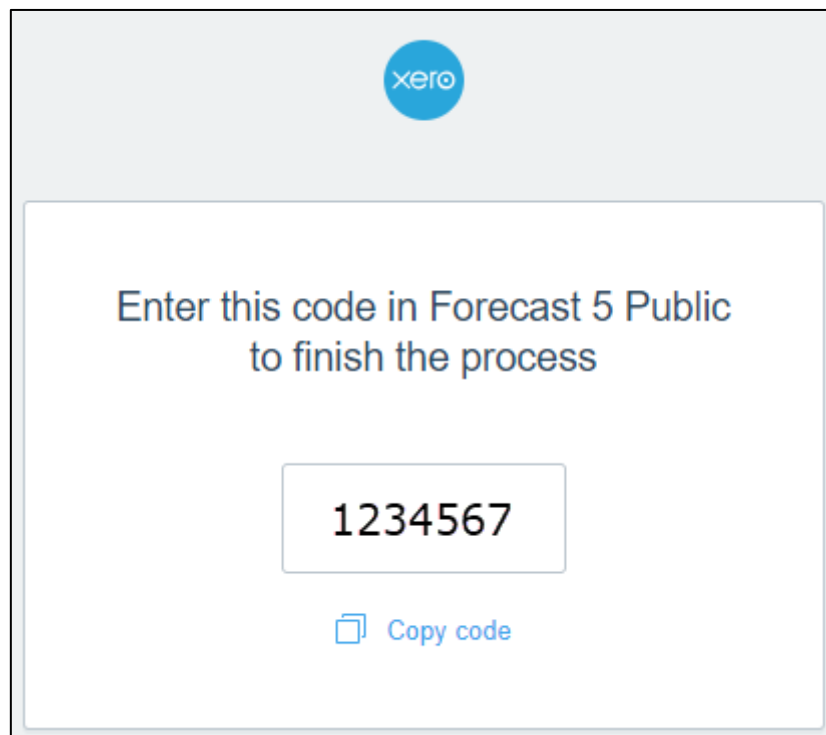 xero
Enter this code in Forecast 5 Public
to finish the process
1234567
Copy code